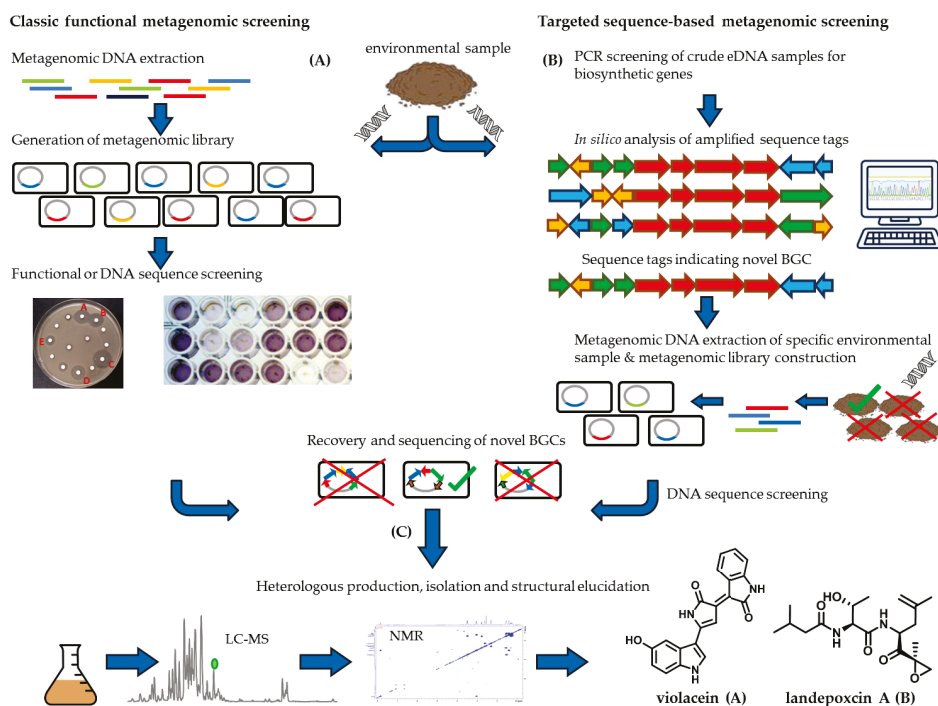 Classic functional metagenomic screening
Targeted sequence-based metagenomic screening
Metagenomic DNA extraction
(A)
environmental sample
(B)
PCR screening of crude eDNA samples for
biosynthetic genes
Generation of metagenomic library
In silico analysis of amplified sequence tags
Functional or DNA sequence screening
A
B
E
C
D
Sequence tags indicating novel BGC
Metagenomic DNA extraction of specific environmental
sample & metagenomic library construction
Recovery and sequencing of novel BGCs
DNA sequence screening
(C)
Heterologous production, isolation and structural elucidation
LC-MS
NMR
O
NH
HN
O
HO
N
H
HO
O
N
H
O
H
N
O
O
violacein (A)
landepoxcin A (B)